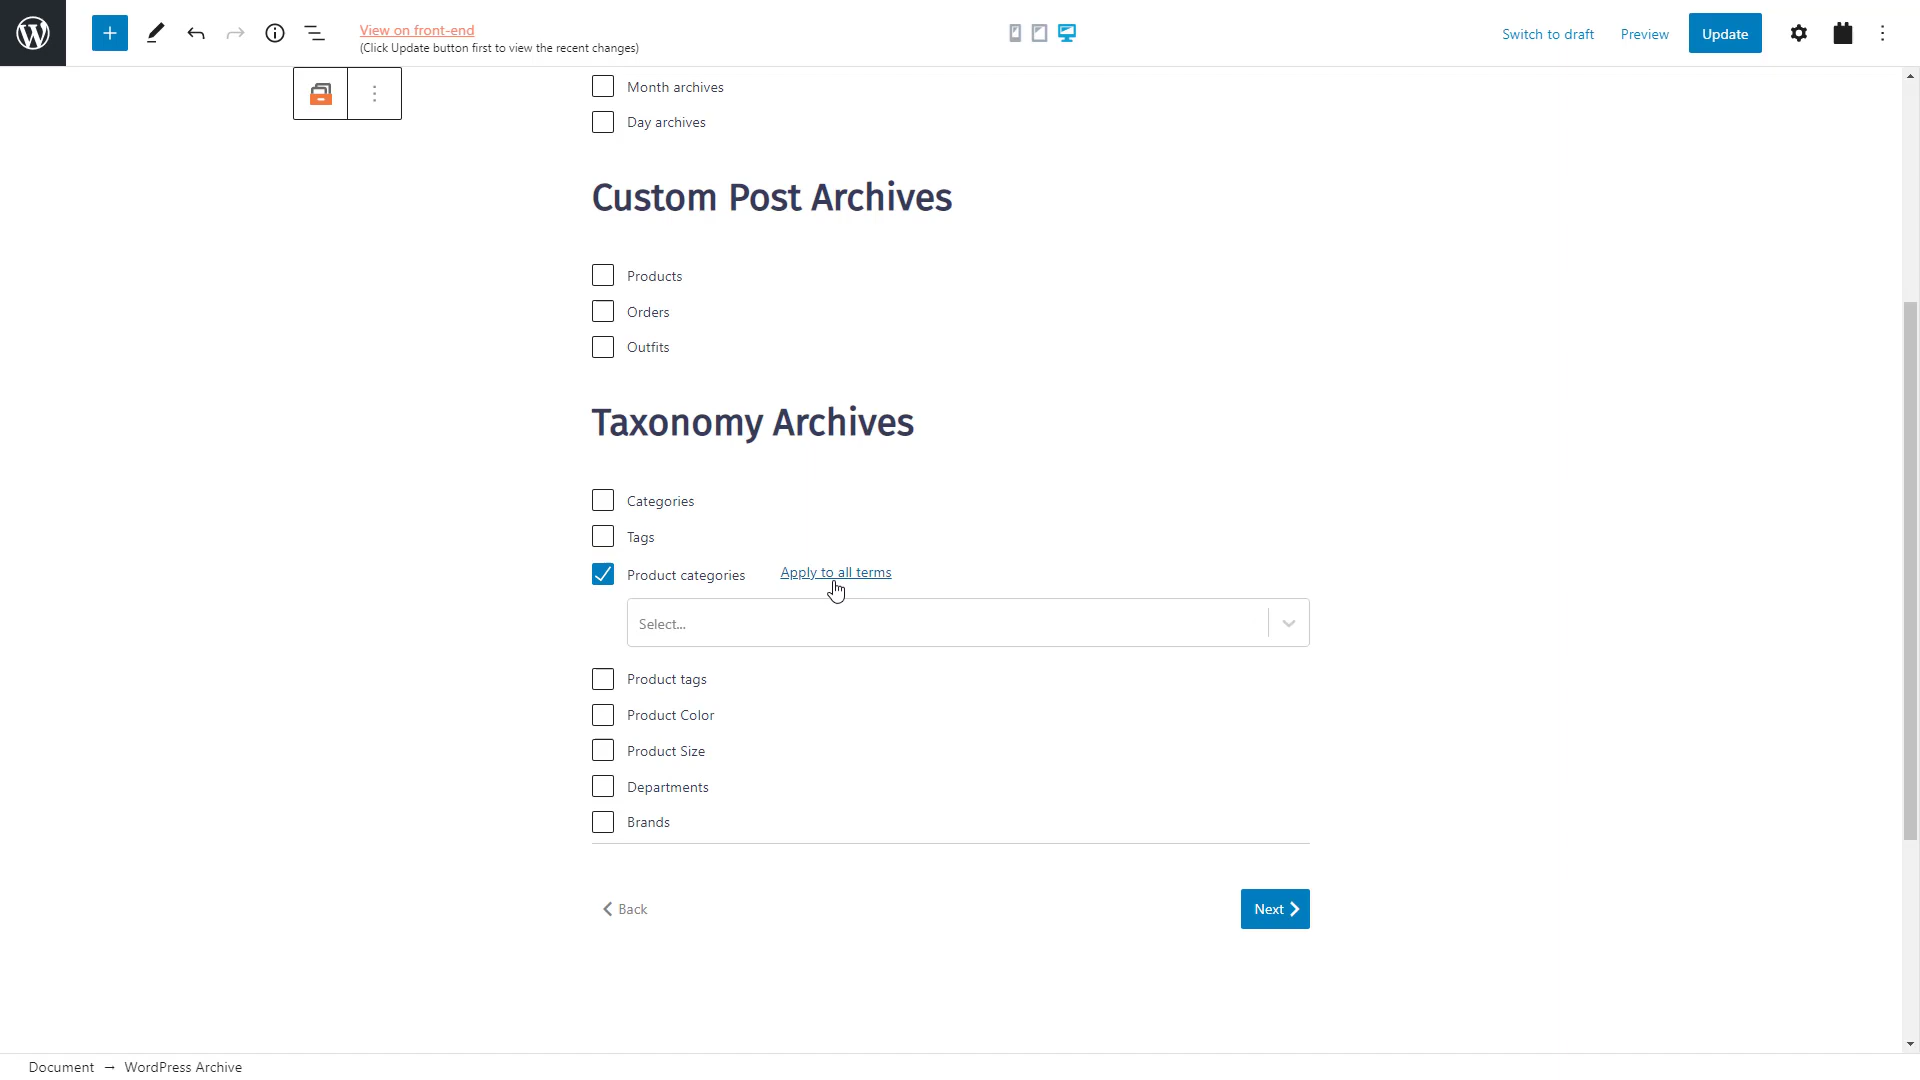 View on front-end
(Click Update button first to view the recent changes)
Switch to draft
Preview
Update
Month archives
Day archives
Custom Post Archives
Products
Orders
Outfits
Taxonomy Archives
Categories
Tags
Product categories
Apply to all terms
Select...
Product tags
Product Color
Product Size
Departments
Brands
Back
Next
Document → WordPress Archive